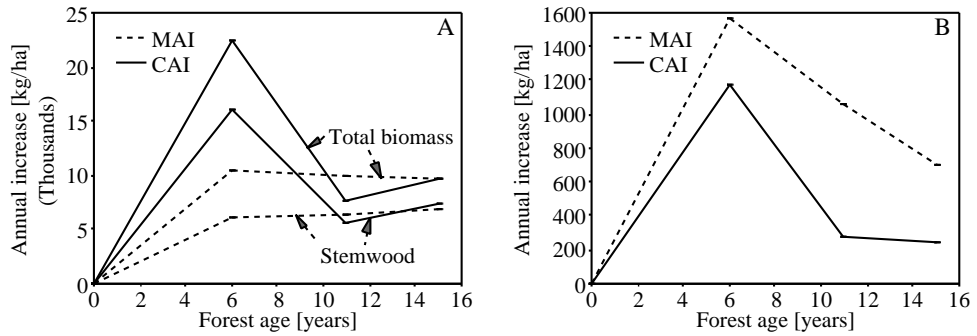 A
MAI
CAI
Total biomass
Stemwood
25
20
15
10
5
0
0 2 4 6 8 10 12 14 16
Annual increase [kg/ha]
(Thousands)
Forest age [years]
B
MAI
CAI
1600
1400
1200
1000
800
600
400
200
0
0 2 4 6 8 10 12 14 16
Annual increase [kg/ha]
Forest age [years]